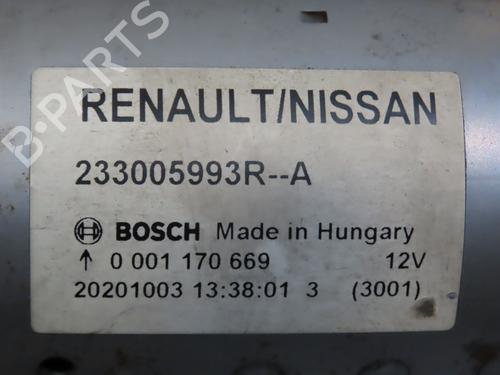 RENAULT/NISSAN
233005993R--A
BOSCH Made in Hungary
↑ 0 001 170 669 12V
20201003 13:38:01 3 (3001)
B-PARTS